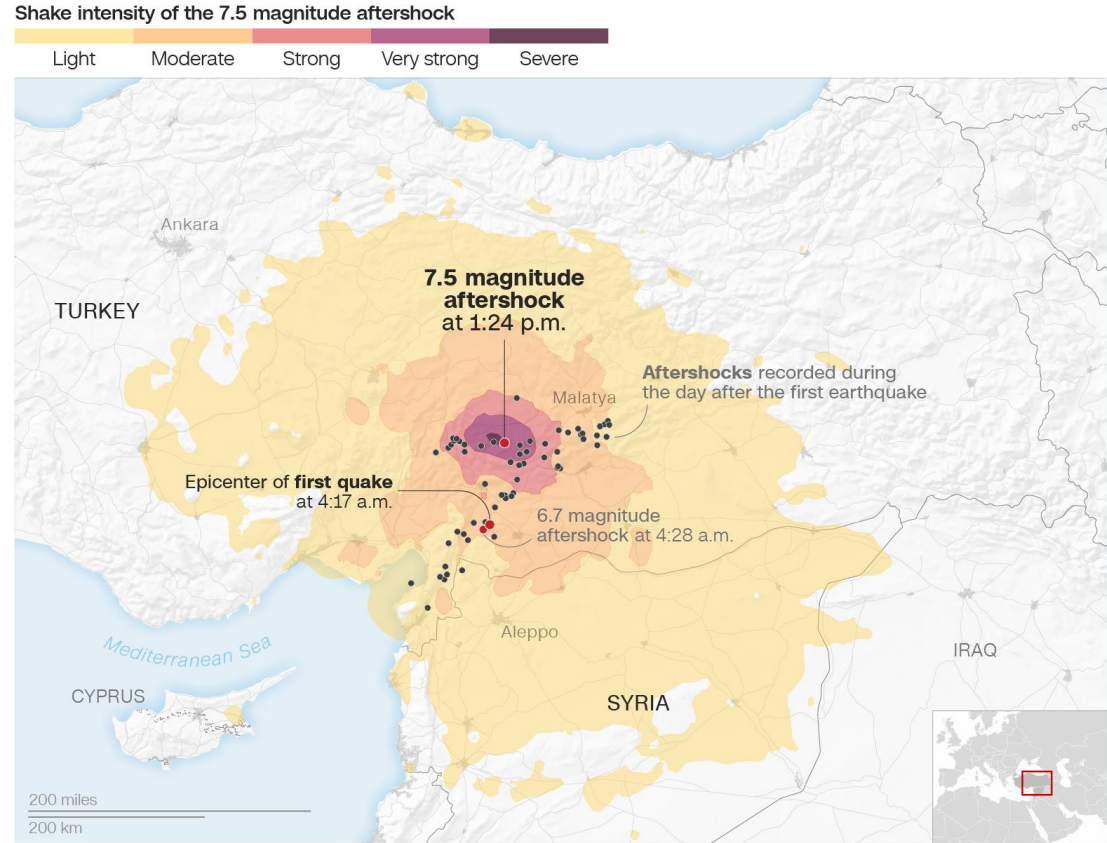 Shake intensity of the 7.5 magnitude aftershock
Light Moderate Strong Very strong Severe
Ankara
TURKEY
7.5 magnitude
aftershock
at 1:24 p.m.
Aftershocks recorded during
the day after the first earthquake
Malatya
Epicenter of first quake
at 4:17 a.m.
6.7 magnitude
aftershock at 4:28 a.m.
Aleppo
Mediterranean Sea
IRAQ
CYPRUS
SYRIA
200 miles
200 km